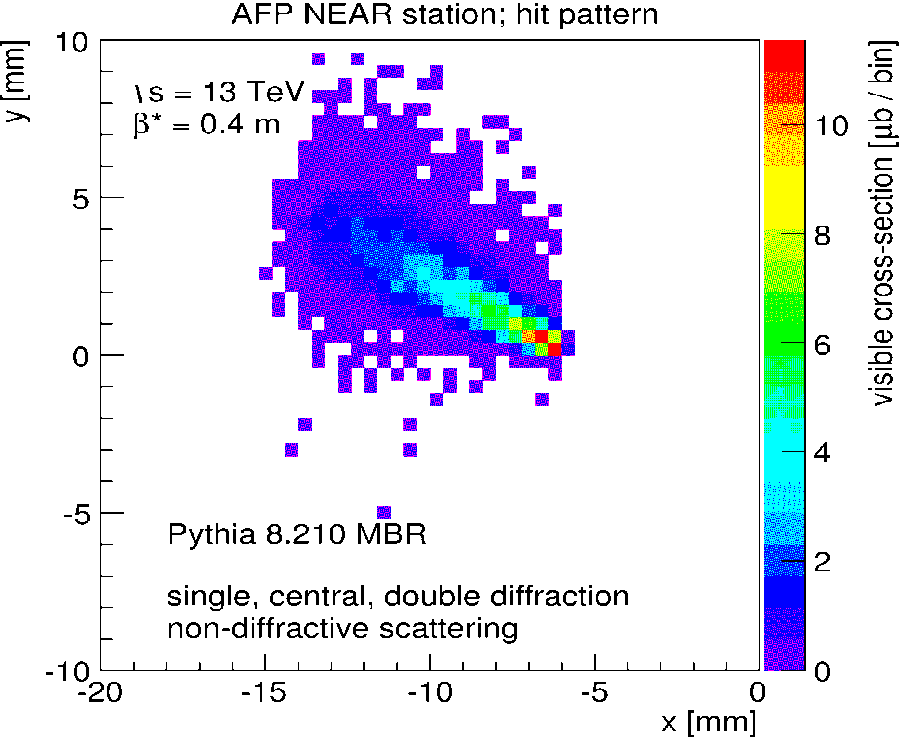 AFP NEAR station; hit pattern
y [mm]
10
5
0
-5
-10
\s = 13 TeV
β* = 0.4 m
Pythia 8.210 MBR
single, central, double diffraction
non-diffractive scattering
-20
-15
-10
-5
0
x [mm]
visible cross-section [μb / bin]
10
8
6
4
2
0